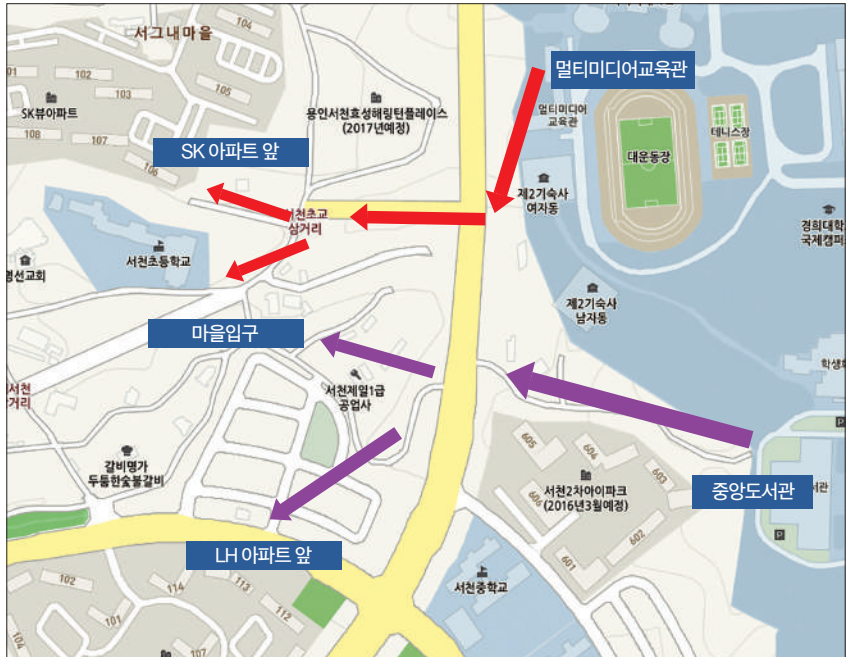 104
서그내마을
101
102
103
105
SK뷰아파트
108
107
106
용인서천효성해링턴플레이스
(2017년예정)
멀티미디어교육관
멀티미디어
교육관
테니스장
대운동장
SK 아파트 앞
제2기숙사
여자동
경희대학
국제캠퍼
서천초교
삼거리
서천초등학교
명선교회
제2기숙사
남자동
마을입구
서천
거리
서천제일1급
공업사
학생회
P
갈비명가
두툼한숯불갈비
605
604
603
606
서천2차아이파크
(2016년3월예정)
602
601
중앙도서관
관
P
LH 아파트 앞
서천중학교
102
114
113
112
101
104
107